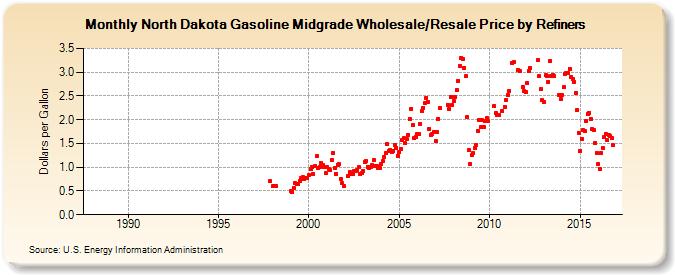 Monthly North Dakota Gasoline Midgrade Wholesale/Resale Price by Refiners
Dollars per Gallon
3.5
3.0
2.5
2.0
1.5
1.0
0.5
0.0
1990 1995 2000 2005 2010 2015
Source: U.S. Energy Information Administration